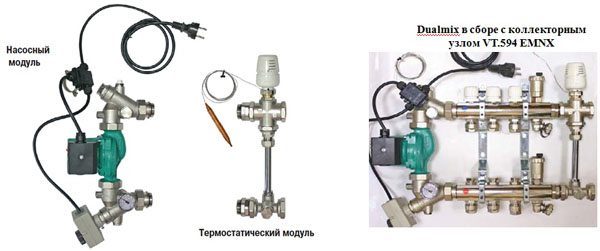 Насосный
модуль
Термостатический модуль
Dualmix в сборе с коллекторным
узлом VT.594 EMNX